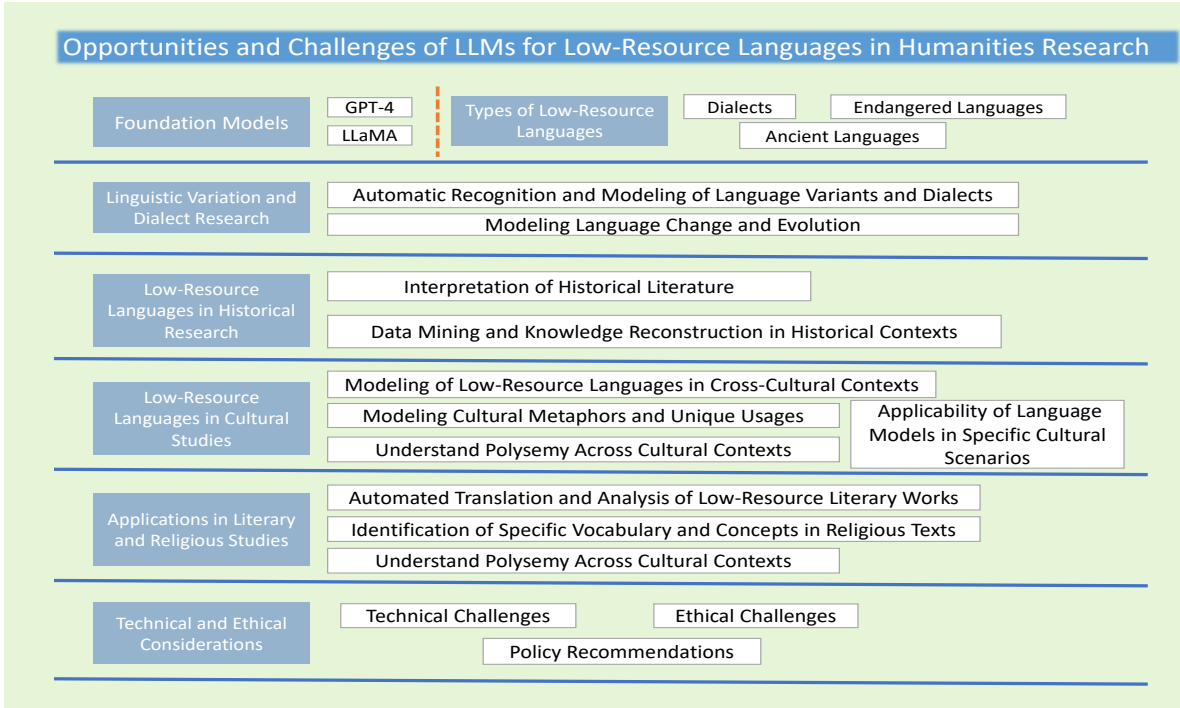 Opportunities and Challenges of LLMs for Low-Resource Languages in Humanities Research
Foundation Models
GPT-4
LLaMA
Types of Low-Resource
Languages
Dialects
Endangered Languages
Ancient Languages
Linguistic Variation and
Dialect Research
Automatic Recognition and Modeling of Language Variants and Dialects
Modeling Language Change and Evolution
Low-Resource
Languages in Historical
Research
Interpretation of Historical Literature
Data Mining and Knowledge Reconstruction in Historical Contexts
Low-Resource
Languages in Cultural
Studies
Modeling of Low-Resource Languages in Cross-Cultural Contexts
Modeling Cultural Metaphors and Unique Usages
Understand Polysemy Across Cultural Contexts
Applicability of Language
Models in Specific Cultural
Scenarios
Applications in Literary
and Religious Studies
Automated Translation and Analysis of Low-Resource Literary Works
Identification of Specific Vocabulary and Concepts in Religious Texts
Understand Polysemy Across Cultural Contexts
Technical and Ethical
Considerations
Technical Challenges
Ethical Challenges
Policy Recommendations